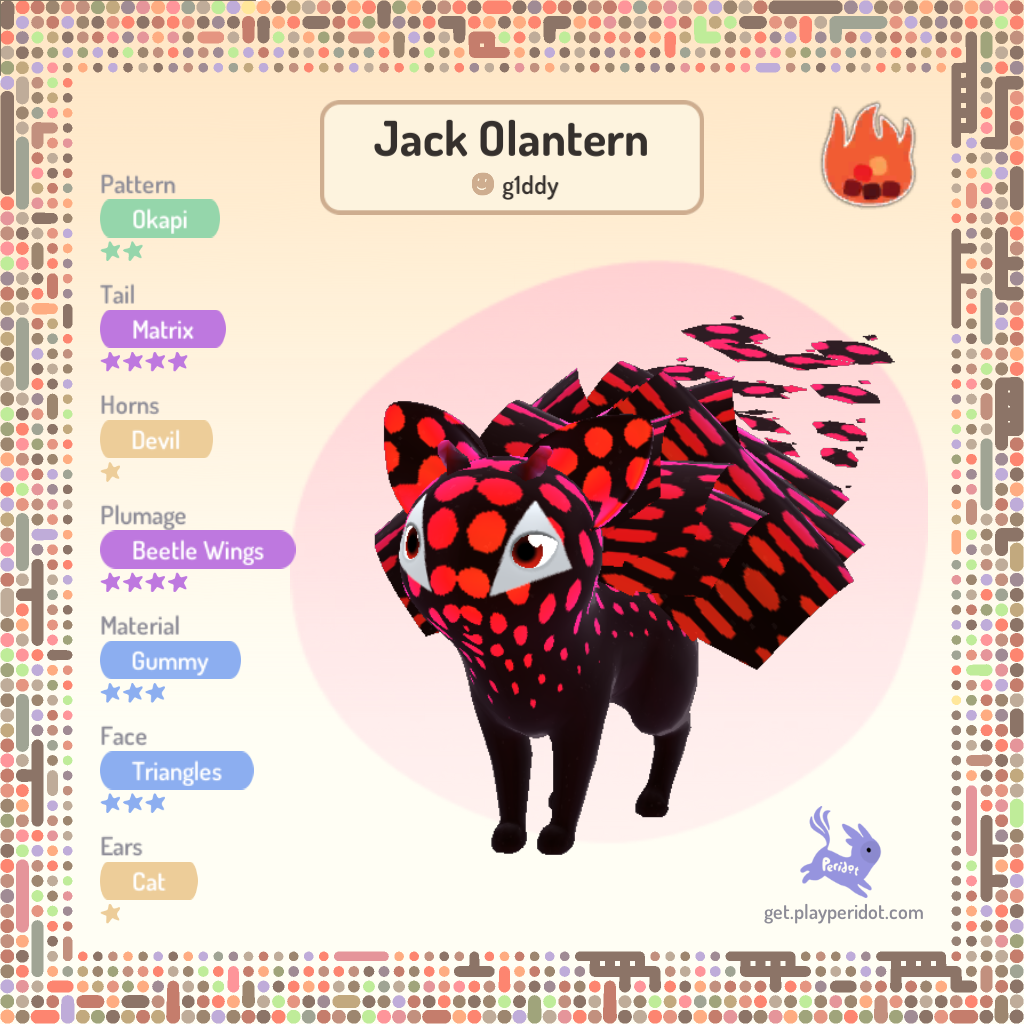 Jack Olantern
g1ddy
Pattern
Okapi
Tail
Matrix
Horns
Devil
Plumage
Beetle Wings
Material
Gummy
Face
Triangles
Ears
Cat
Peridot
get.playperidot.com